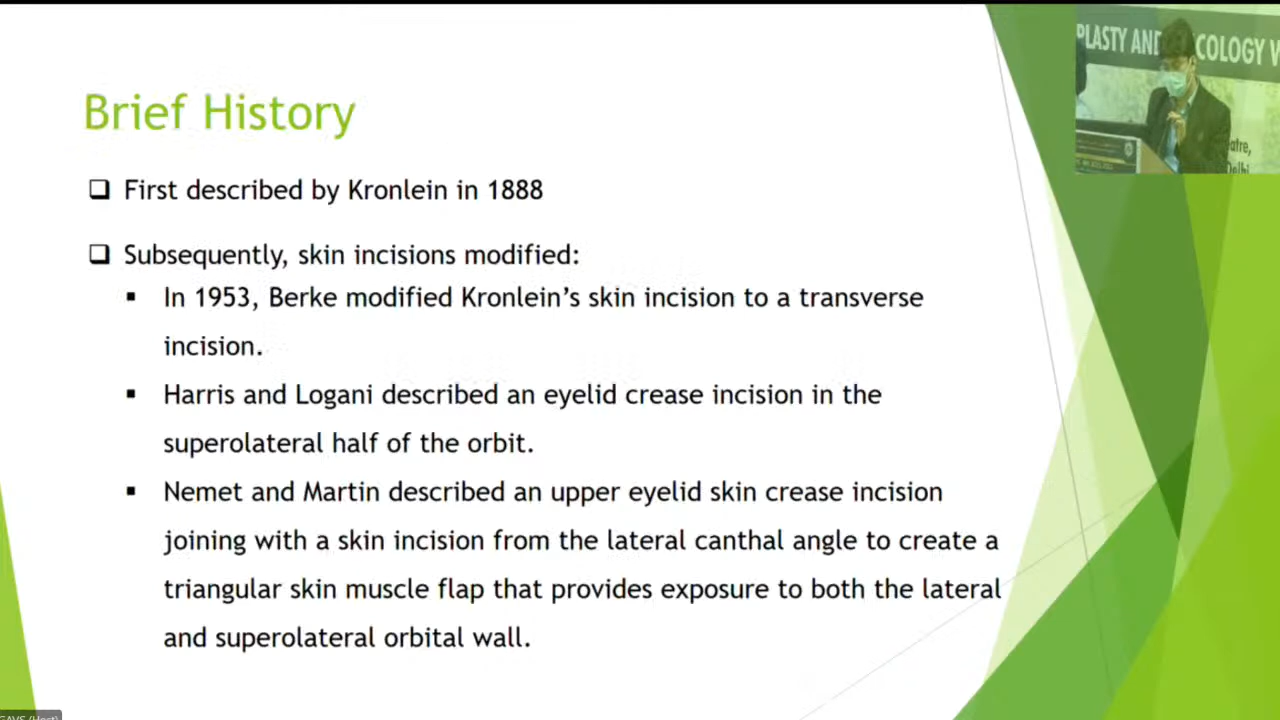 PLASTY AND
COLOGY W
atre,
Delhi
Brief History
❑ First described by Kronlein in 1888
❑ Subsequently, skin incisions modified:
▪ In 1953, Berke modified Kronlein’s skin incision to a transverse
incision.
▪ Harris and Logani described an eyelid crease incision in the
superolateral half of the orbit.
▪ Nemet and Martin described an upper eyelid skin crease incision
joining with a skin incision from the lateral canthal angle to create a
triangular skin muscle flap that provides exposure to both the lateral
and superolateral orbital wall.